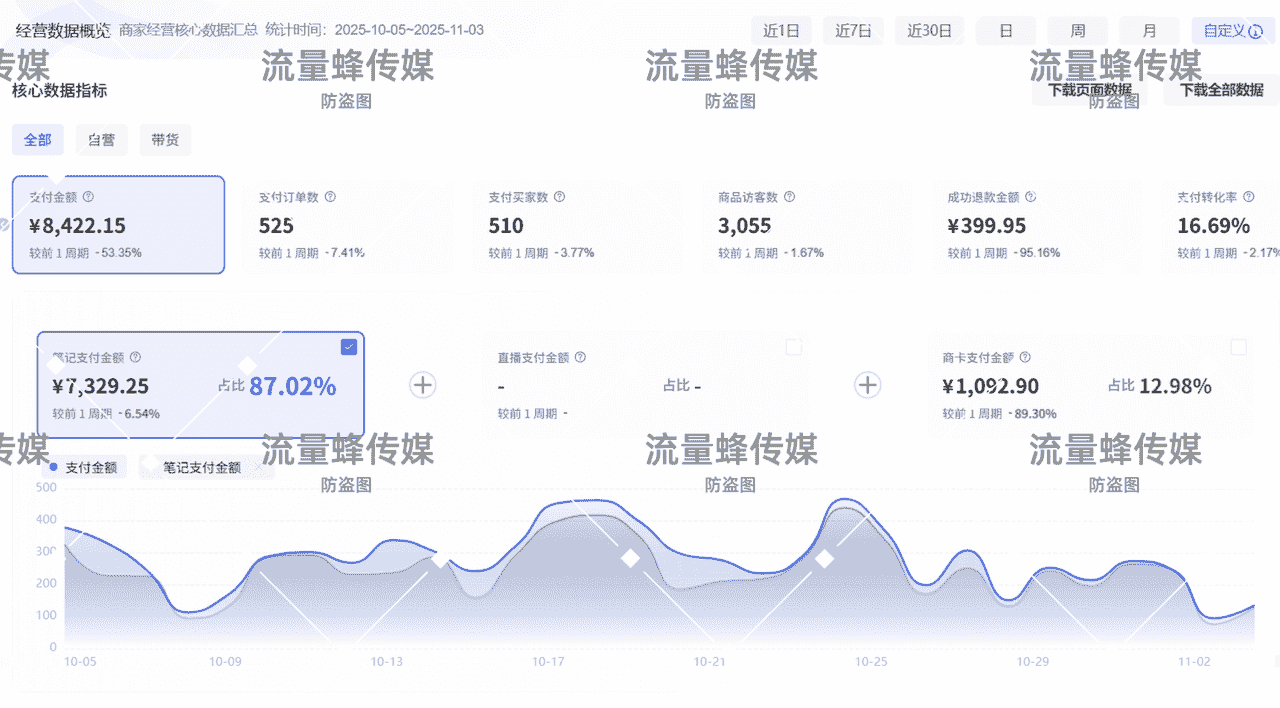 经营数据概览 商家经营核心数据汇总 统计时间：2025-10-05~2025-11-03
近1日 近7日 近30日 日 周 月 自定义
传媒 流量蜂传媒 流量蜂传媒 流量蜂传媒
防盗图 防盗图 防盗图
核心数据指标 下载页面数据 下载全部数据
全部 自营 带货
支付金额 支付订单数 支付买家数 商品访客数 成功退款金额 支付转化率
¥8,422.15 525 510 3,055 ¥399.95 16.69%
较前1周期 -53.35% 较前1周期 -7.41% 较前1周期 -3.77% 较前1周期 -1.67% 较前1周期 -95.16% 较前1周期 -2.17%
笔记支付金额 直播支付金额 商卡支付金额
¥7,329.25 占比 87.02% - 占比 - ¥1,092.90 占比 12.98%
较前1周期 -6.54% 较前1周期 - 较前1周期 -89.30%
传媒 流量蜂传媒 流量蜂传媒 流量蜂传媒
支付金额 笔记支付金额
防盗图 防盗图 防盗图
500
400
300
200
100
0
10-05 10-09 10-13 10-17 10-21 10-25 10-29 11-02